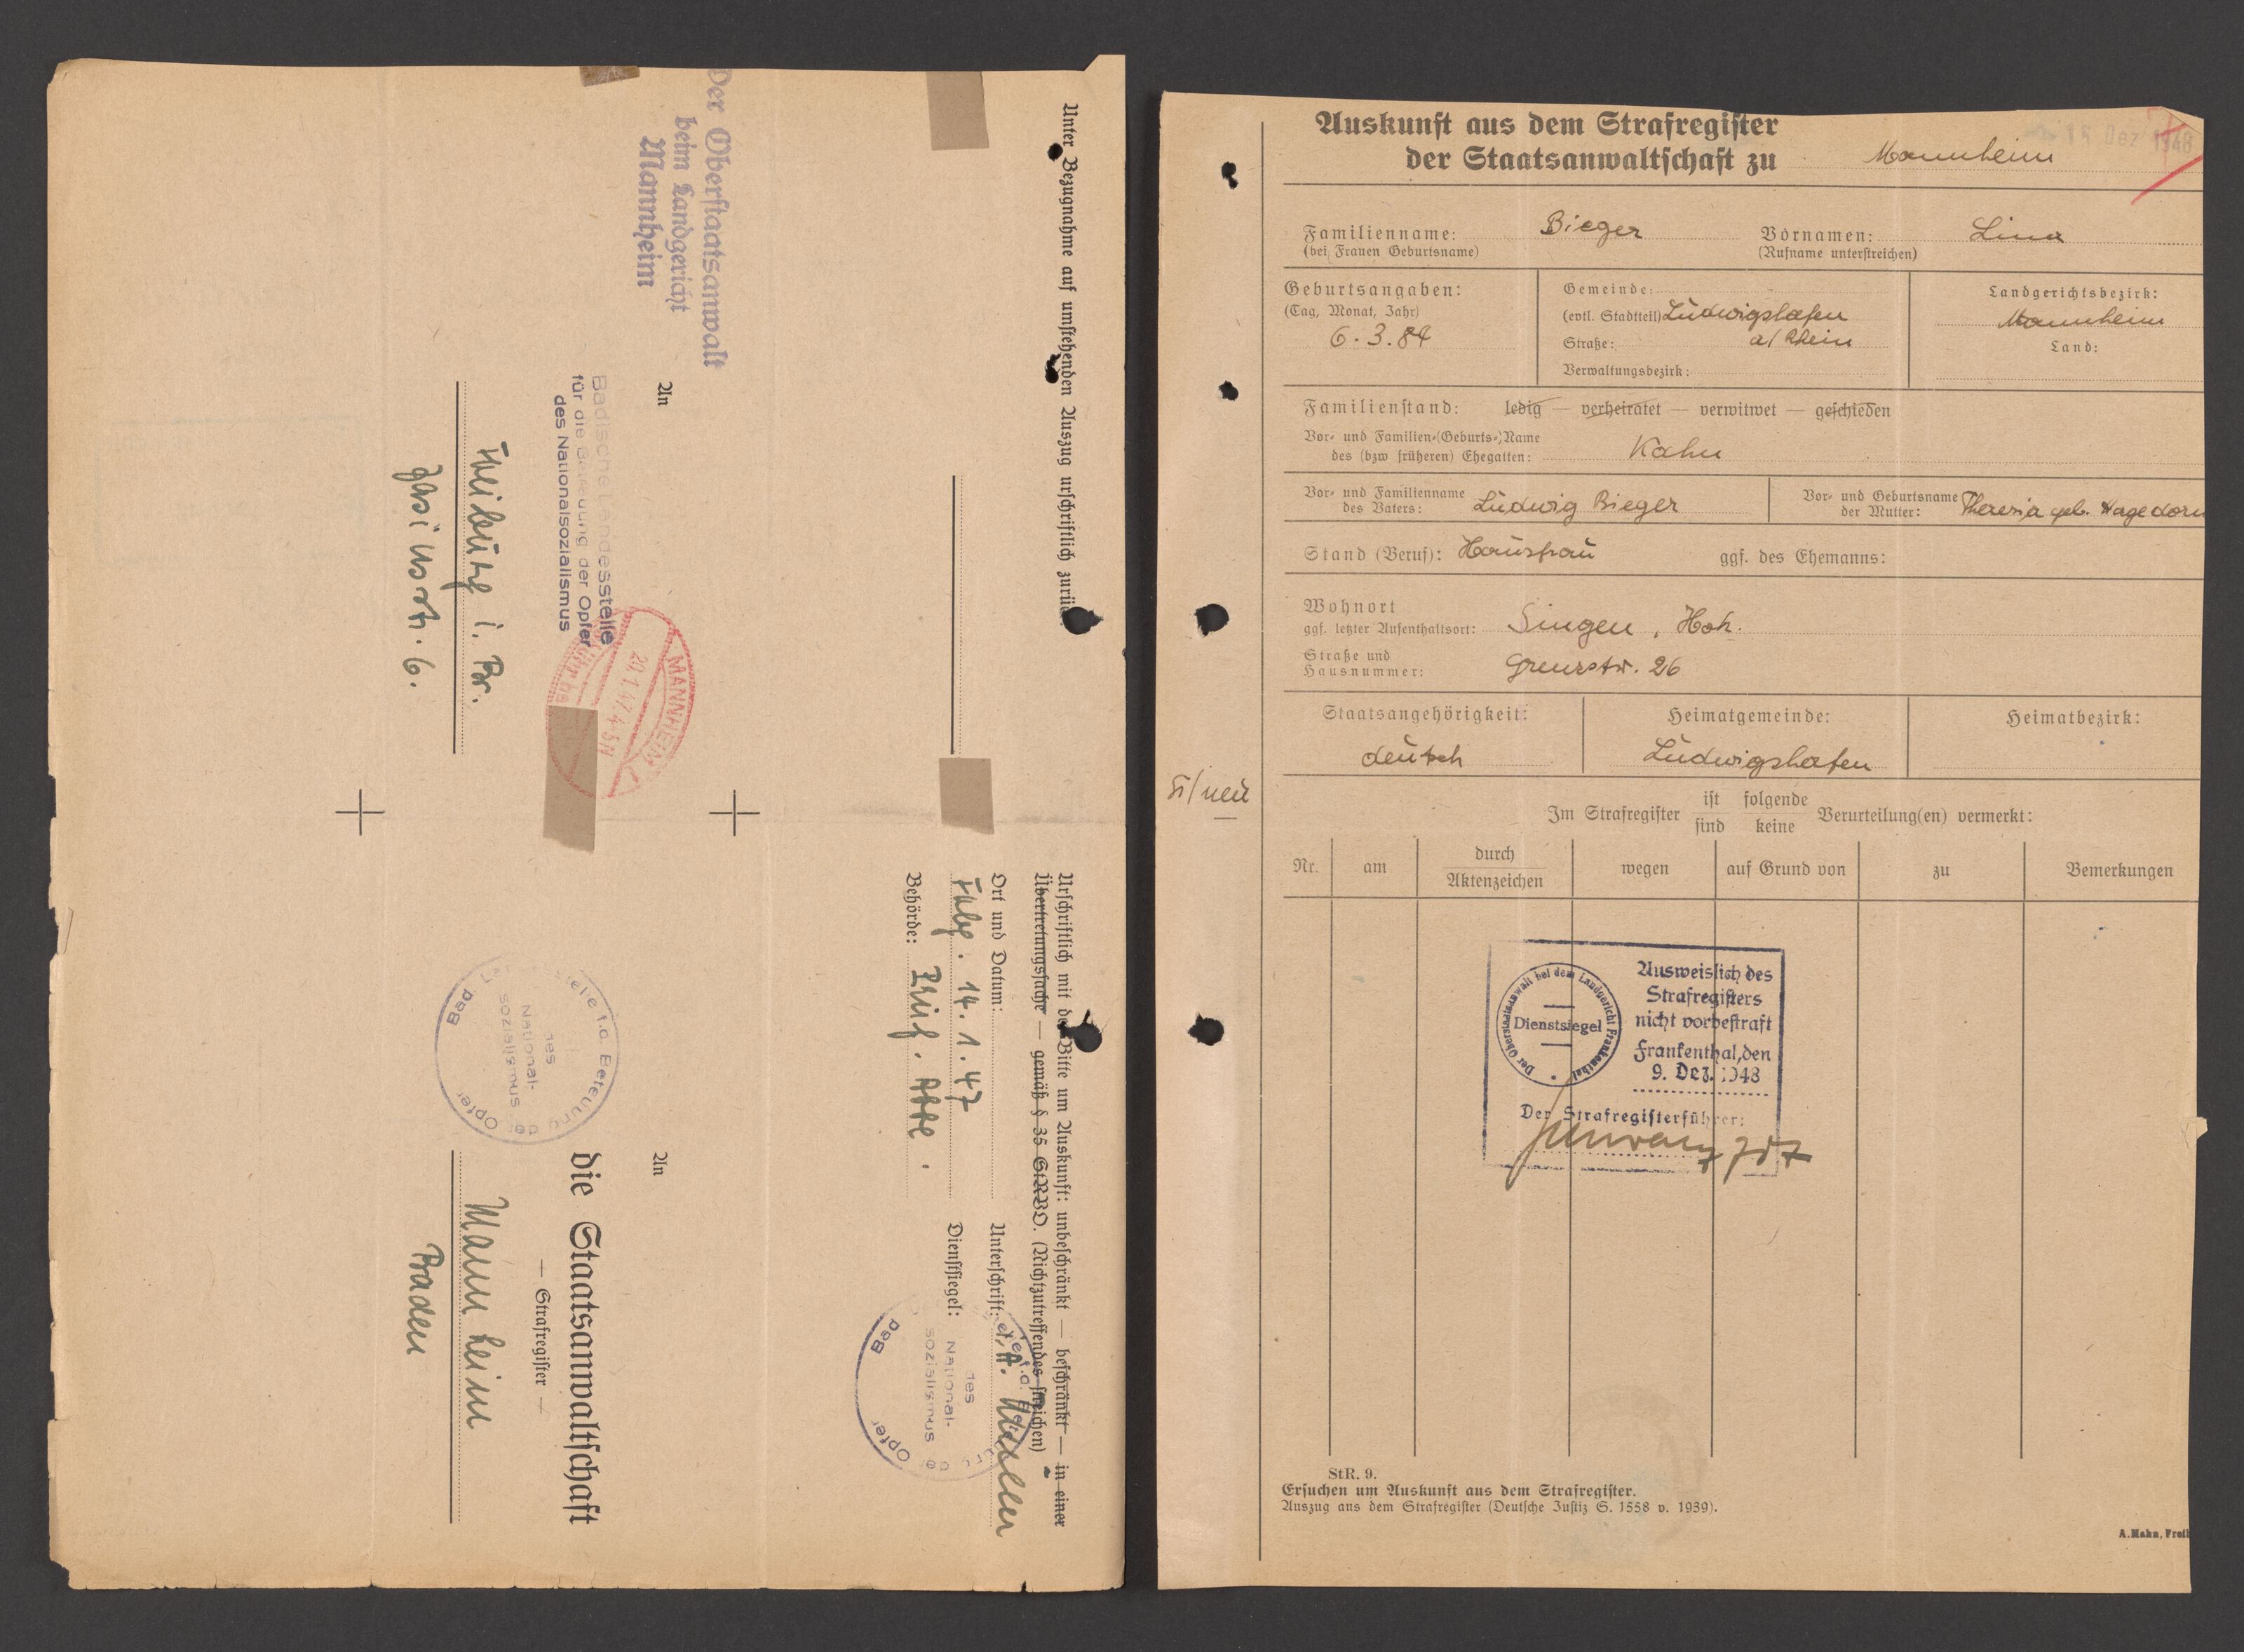 Unter Bezugnahme auf umstehenden Auszug urschriftlich zurück
Der Oberstaatsanwalt
beim Landgericht
Mannheim
An
Badische Landesstelle
für die Betreuung der Opfer
des Nationalsozialismus
Freiburg i. Br.
MANNHEIM
20.1.47.4-5N
Urschriftlich mit der Bitte um Auskunft: unbeschränkt — beschränkt — in einer
Übertretungssache — gemäß § 35 StRVO. (Nichtzutreffendes streichen)
Ort und Datum:
Frbg. 14.1.47
Behörde: Prüf. Abtl.
Unterschrift:
Dienstsiegel:
Bad. Landesstelle f.d. Betreuung der Opfer
des
National-
sozialismus
An
die Staatsanwaltschaft
— Strafregister —
Mannheim
Baden
Bad. Landesstelle f.d. Betreuung der Opfer
des
National-
sozialismus
Auskunft aus dem Strafregister
der Staatsanwaltschaft zu Mannheim
15 Dez 1948
Familienname: Bieger Vornamen: Lina
(bei Frauen Geburtsname) (Rufname unterstreichen)
Geburtsangaben:
(Tag, Monat, Jahr)
6.3.84
Gemeinde:
(evtl. Stadtteil) Ludwigshafen
Straße: a/Rhein
Verwaltungsbezirk:
Landgerichtsbezirk:
Mannheim
Land:
Familienstand: ledig — verheiratet — verwitwet — geschieden
Vor- und Familien-(Geburts-)Name
des (bzw früheren) Ehegatten: Kahn
Vor- und Familienname
des Vaters: Ludwig Bieger
Vor- und Geburtsname
der Mutter: Theresia geb. Hagedorn
Stand (Beruf): Hausfrau ggf. des Ehemanns:
Wohnort
ggf. letzter Aufenthaltsort: Singen, Hoh.
Straße und
Hausnummer: Grenzstr. 26
Staatsangehörigkeit: Heimatgemeinde: Heimatbezirk:
deutsch Ludwigshafen
Im Strafregister ist folgende
sind keine Verurteilung(en) vermerkt:
Nr. am durch wegen auf Grund von zu Bemerkungen
Aktenzeichen
Der Oberstaatsanwalt bei dem Landgericht Frankenthal
Dienstsiegel
Ausweislich des
Strafregisters
nicht vorbestraft
Frankenthal, den
9. Dez. 1948
Der Strafregisterführer:
StR. 9.
Ersuchen um Auskunft aus dem Strafregister.
Auszug aus dem Strafregister (Deutsche Justiz S. 1558 v. 1939).
A. Mahn, Freib